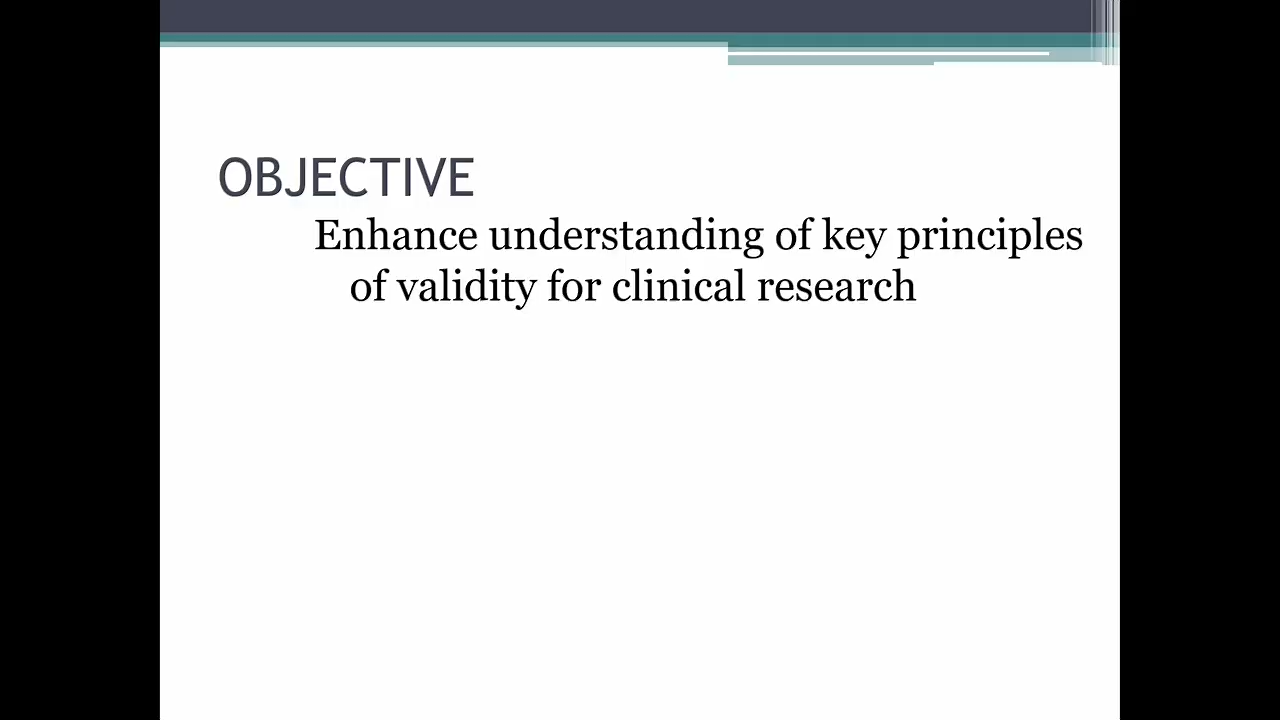 OBJECTIVE
Enhance understanding of key principles
of validity for clinical research